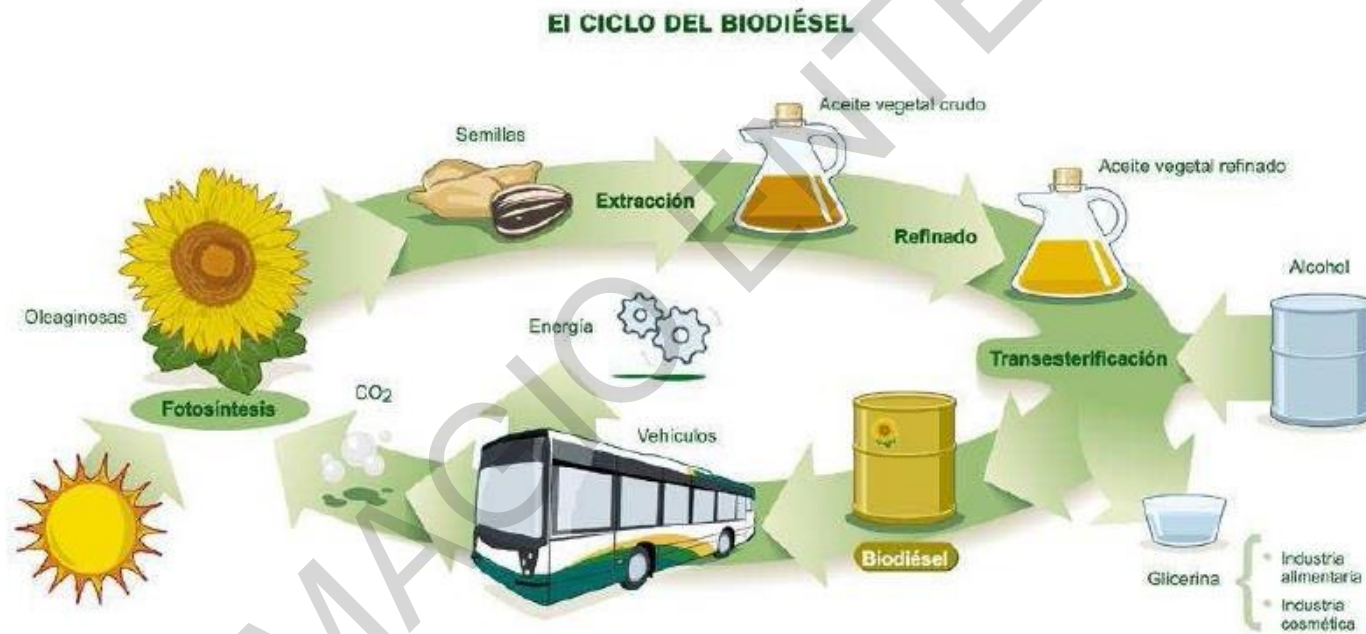 El CICLO DEL BIODIÉSEL
Aceite vegetal crudo
Semillas
Aceite vegetal refinado
Extracción
Refinado
Alcohol
Oleaginosas
Energía
Transesterificación
Fotosíntesis
CO2
Vehículos
Biodiésel
Glicerina
Industria
alimentaria
Industria
cosmética